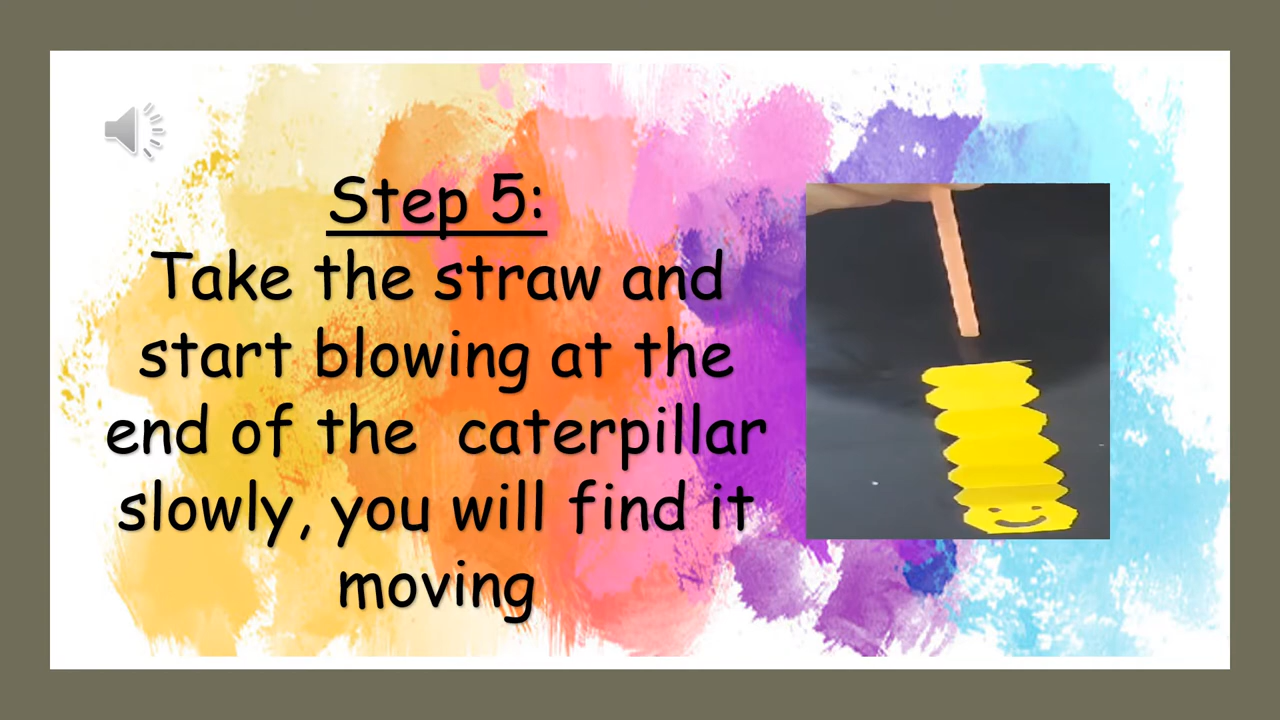 Step 5:
Take the straw and
start blowing at the
end of the  caterpillar
slowly, you will find it
moving